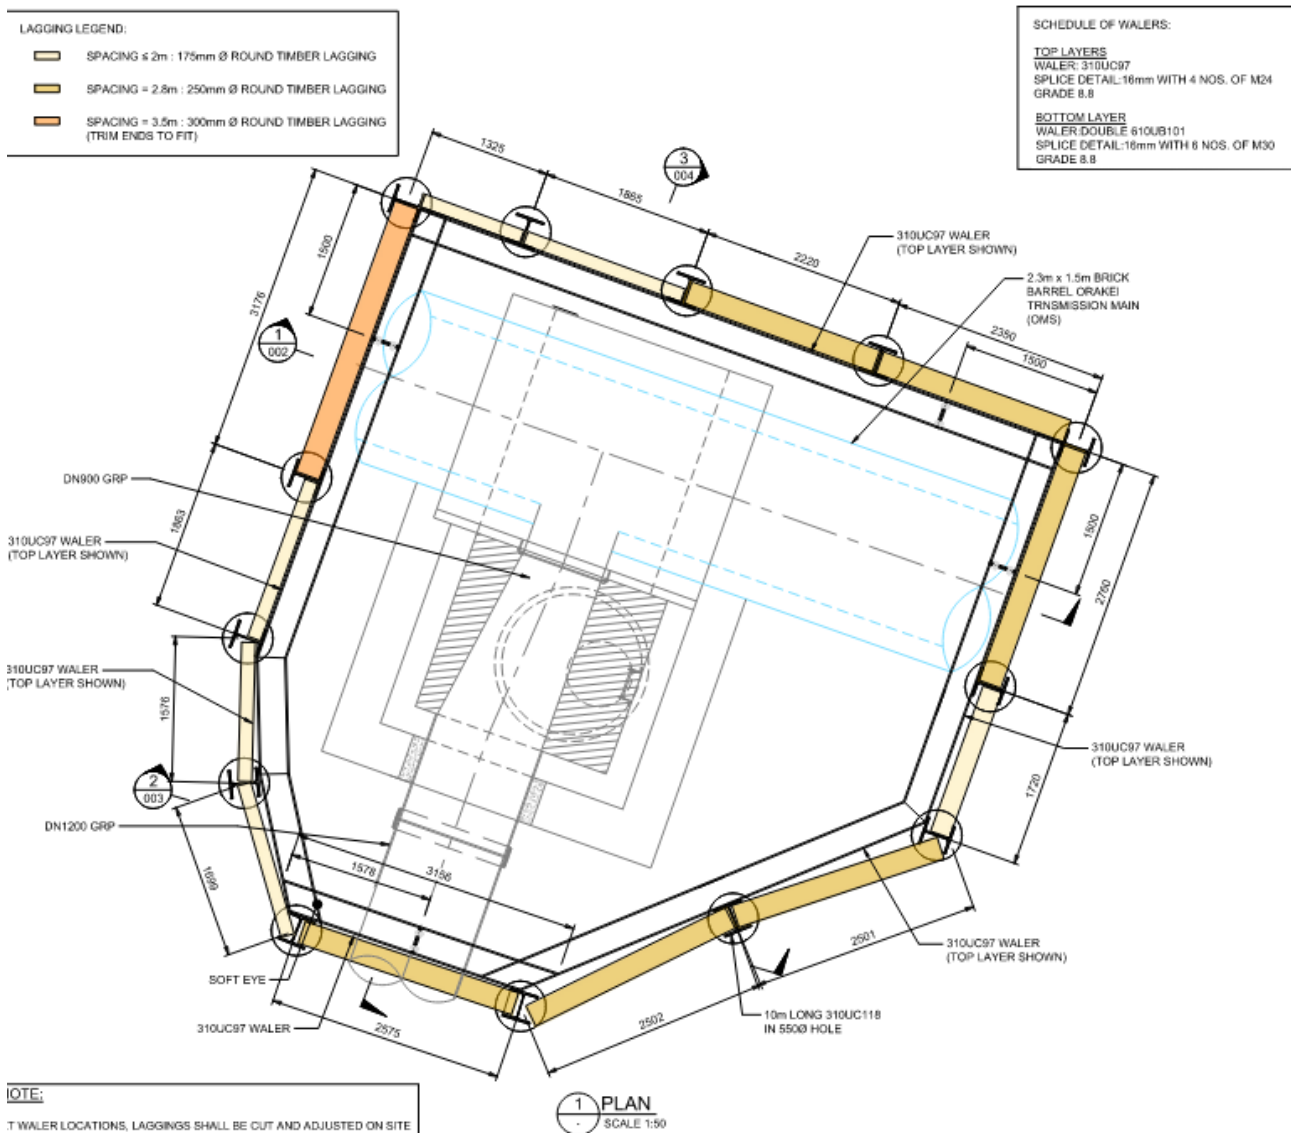 LAGGING LEGEND:
SPACING ≤ 2m : 175mm Ø ROUND TIMBER LAGGING
SPACING = 2.8m : 250mm Ø ROUND TIMBER LAGGING
SPACING = 3.5m : 300mm Ø ROUND TIMBER LAGGING
(TRIM ENDS TO FIT)
SCHEDULE OF WALERS:
TOP LAYERS
WALER: 310UC97
SPLICE DETAIL:16mm WITH 4 NOS. OF M24
GRADE 8.8
BOTTOM LAYER
WALER:DOUBLE 610UB101
SPLICE DETAIL:16mm WITH 6 NOS. OF M30
GRADE 8.8
1325
1865
3
004
2220
310UC97 WALER
(TOP LAYER SHOWN)
2.3m x 1.5m BRICK
BARREL ORAKEI
TRNSMISSION MAIN
(OMS)
2350
1500
1500
3176
1
002
DN900 GRP
1863
310UC97 WALER
(TOP LAYER SHOWN)
1500
2760
310UC97 WALER
(TOP LAYER SHOWN)
1576
310UC97 WALER
(TOP LAYER SHOWN)
1720
2
003
DN1200 GRP
1699
1578
3156
SOFT EYE
310UC97 WALER
2575
2501
310UC97 WALER
(TOP LAYER SHOWN)
2502
10m LONG 310UC118
IN 550Ø HOLE
1
-
PLAN
SCALE 1:50
OTE:
T WALER LOCATIONS, LAGGINGS SHALL BE CUT AND ADJUSTED ON SITE